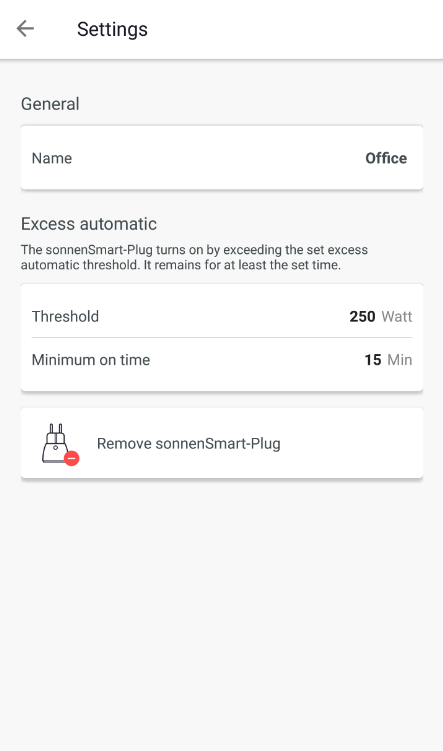 Settings
General
Name Office
Excess automatic
The sonnenSmart-Plug turns on by exceeding the set excess
automatic threshold. It remains for at least the set time.
Threshold 250 Watt
Minimum on time 15 Min
Remove sonnenSmart-Plug